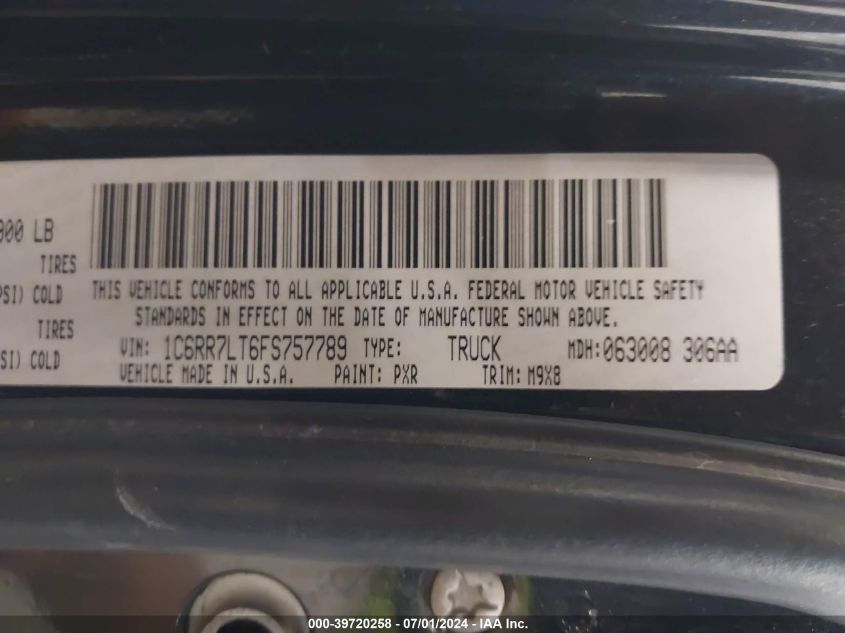 900 LB
TIRES
PSI) COLD
TIRES
PSI) COLD
THIS VEHICLE CONFORMS TO ALL APPLICABLE U.S.A. FEDERAL MOTOR VEHICLE SAFETY
STANDARDS IN EFFECT ON THE DATE OF MANUFACTURE SHOWN ABOVE.
VIN: 1C6RR7LT6FS757789 TYPE: TRUCK MDH: 063008 306AA
VEHICLE MADE IN U.S.A. PAINT: PXR TRIM: M9X8
000-39720258 - 07/01/2024 - IAA Inc.